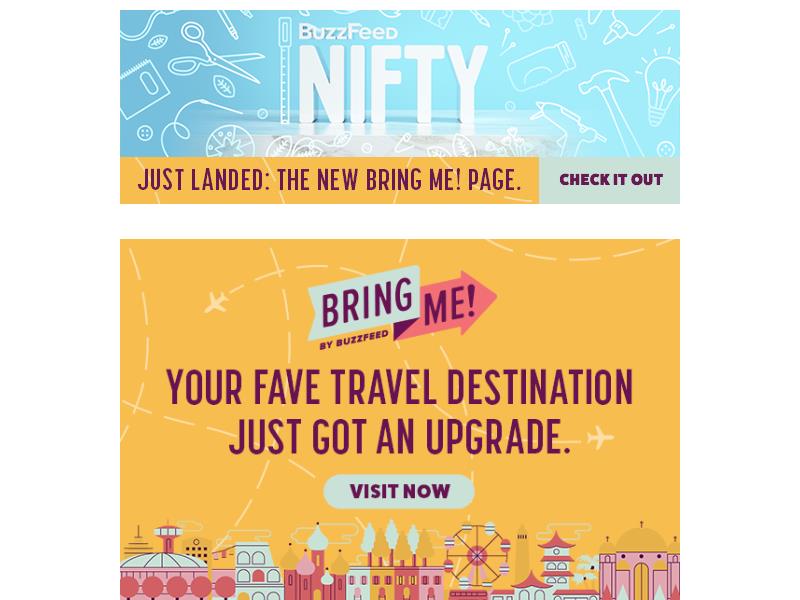 BuzzFeed
NIFTY
JUST LANDED: THE NEW BRING ME! PAGE.
CHECK IT OUT
BRING ME!
BY BUZZFEED
YOUR FAVE TRAVEL DESTINATION
JUST GOT AN UPGRADE.
VISIT NOW